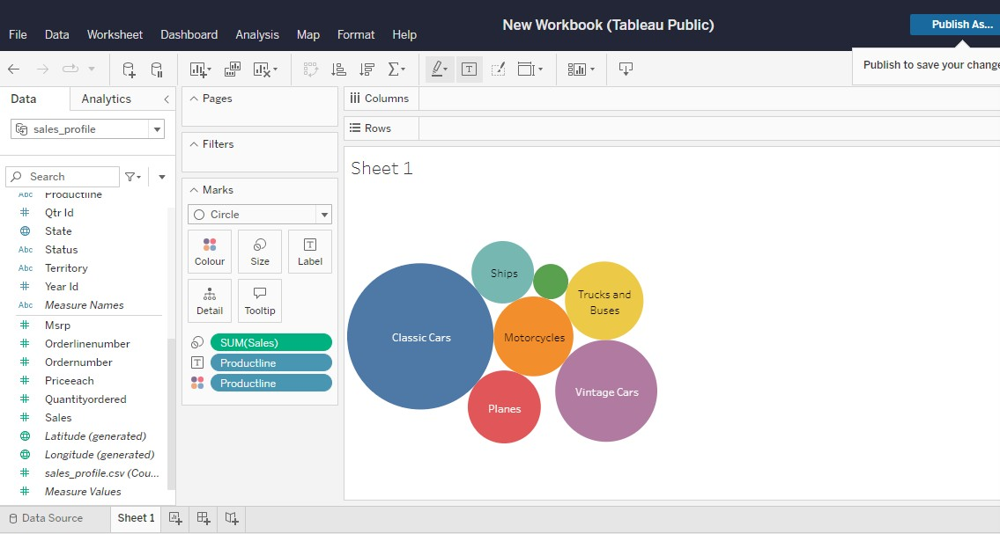 New Workbook (Tableau Public)
Publish As...
File Data Worksheet Dashboard Analysis Map Format Help
Publish to save your change
Data
Analytics
sales_profile
Search
Abc Productline
Qtr Id
State
Abc Status
Abc Territory
Year Id
Abc Measure Names
Msrp
Orderlinenumber
Ordernumber
Priceeach
Quantityordered
Sales
Latitude (generated)
Longitude (generated)
sales_profile.csv (Cou...
Measure Values
Pages
Filters
Marks
Circle
Colour
Size
Label
Detail
Tooltip
SUM(Sales)
Productline
Productline
Columns
Rows
Sheet 1
Ships
Trucks and
Buses
Classic Cars
Motorcycles
Vintage Cars
Planes
Data Source
Sheet 1